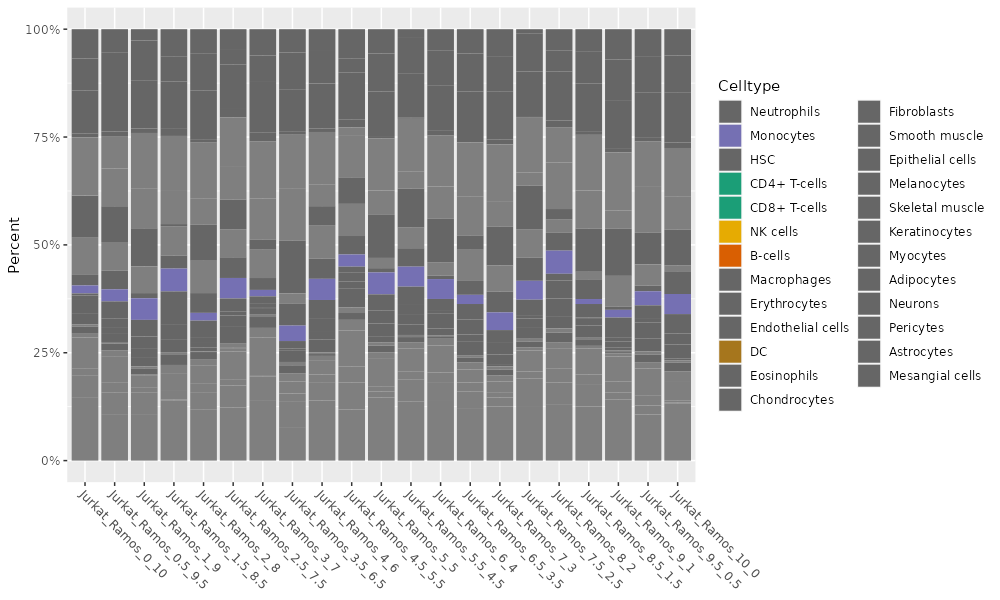 100%
75%
50%
25%
0%
Percent
Jurkat_Ramos_0_10
Jurkat_Ramos_0.5_9.5
Jurkat_Ramos_1_9
Jurkat_Ramos_1.5_8.5
Jurkat_Ramos_2_8
Jurkat_Ramos_2.5_7.5
Jurkat_Ramos_3_7
Jurkat_Ramos_3.5_6.5
Jurkat_Ramos_4_6
Jurkat_Ramos_4.5_5.5
Jurkat_Ramos_5_5
Jurkat_Ramos_5.5_4.5
Jurkat_Ramos_6_4
Jurkat_Ramos_6.5_3.5
Jurkat_Ramos_7_3
Jurkat_Ramos_7.5_2.5
Jurkat_Ramos_8_2
Jurkat_Ramos_8.5_1.5
Jurkat_Ramos_9_1
Jurkat_Ramos_9.5_0.5
Jurkat_Ramos_10_0
Celltype
Neutrophils
Monocytes
HSC
CD4+ T-cells
CD8+ T-cells
NK cells
B-cells
Macrophages
Erythrocytes
Endothelial cells
DC
Eosinophils
Chondrocytes
Fibroblasts
Smooth muscle
Epithelial cells
Melanocytes
Skeletal muscle
Keratinocytes
Myocytes
Adipocytes
Neurons
Pericytes
Astrocytes
Mesangial cells